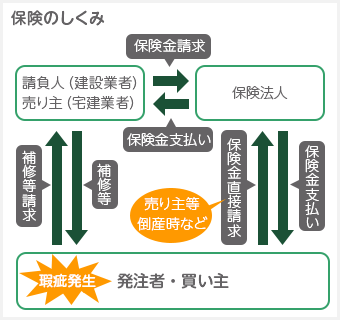 保険のしくみ
保険金請求
請負人(建設業者)
売り主(宅建業者)
保険法人
保険金支払い
補修等請求
補修等
売り主等
倒産時など
保険金直接請求
保険金支払い
瑕疵発生
発注者・買い主